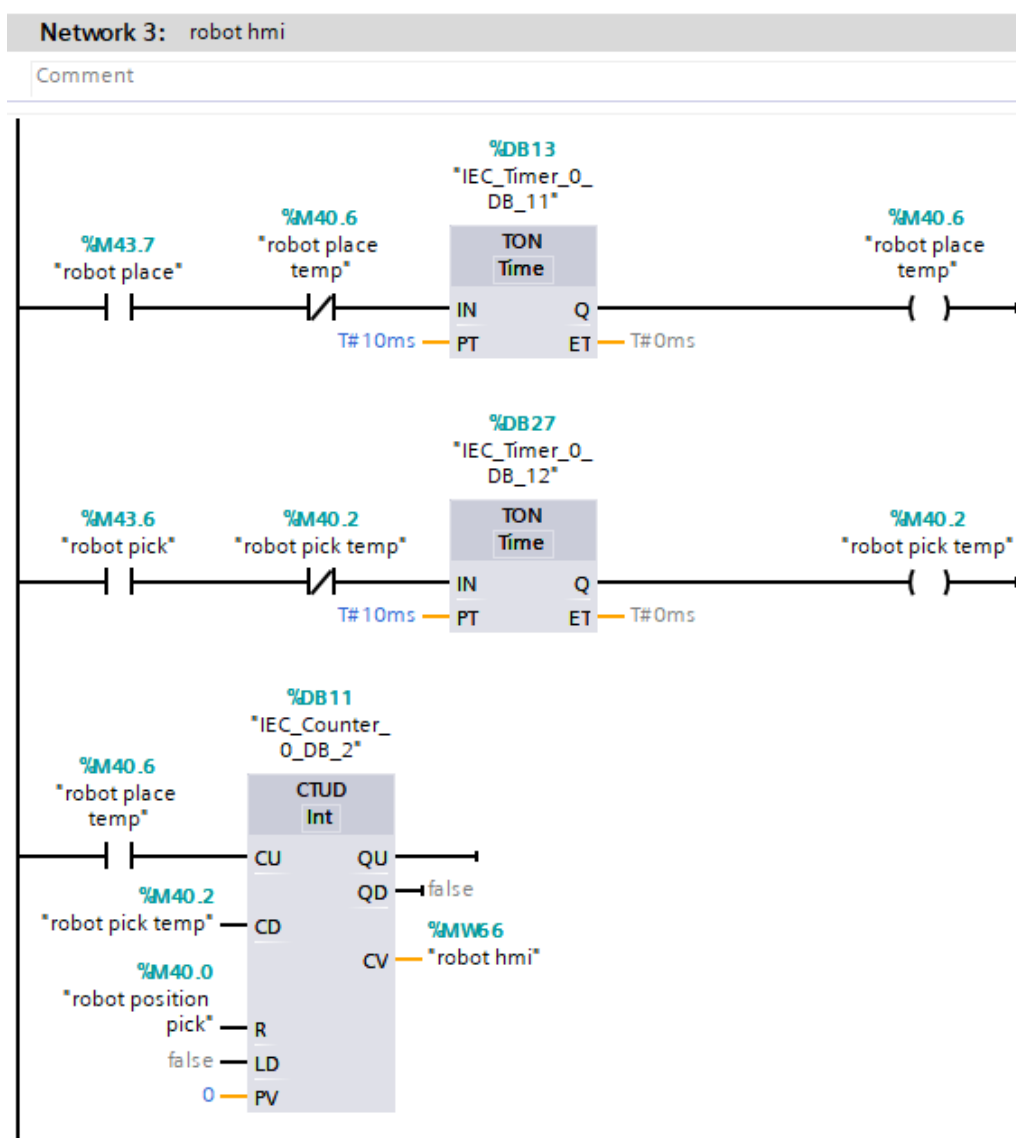 Network 3: robot hmi
Comment
%DB13
"IEC_Timer_0_
DB_11"
%M43.7
"robot place"
%M40.6
"robot place
temp"
TON
Time
%M40.6
"robot place
temp"
IN Q
T#10ms PT ET T#0ms
%DB27
"IEC_Timer_0_
DB_12"
%M43.6
"robot pick"
%M40.2
"robot pick temp"
TON
Time
%M40.2
"robot pick temp"
IN Q
T#10ms PT ET T#0ms
%DB11
"IEC_Counter_
0_DB_2"
%M40.6
"robot place
temp"
CTUD
Int
CU QU
QD false
%M40.2
"robot pick temp" CD
%MW66
CV "robot hmi"
%M40.0
"robot position
pick" R
false LD
0 PV